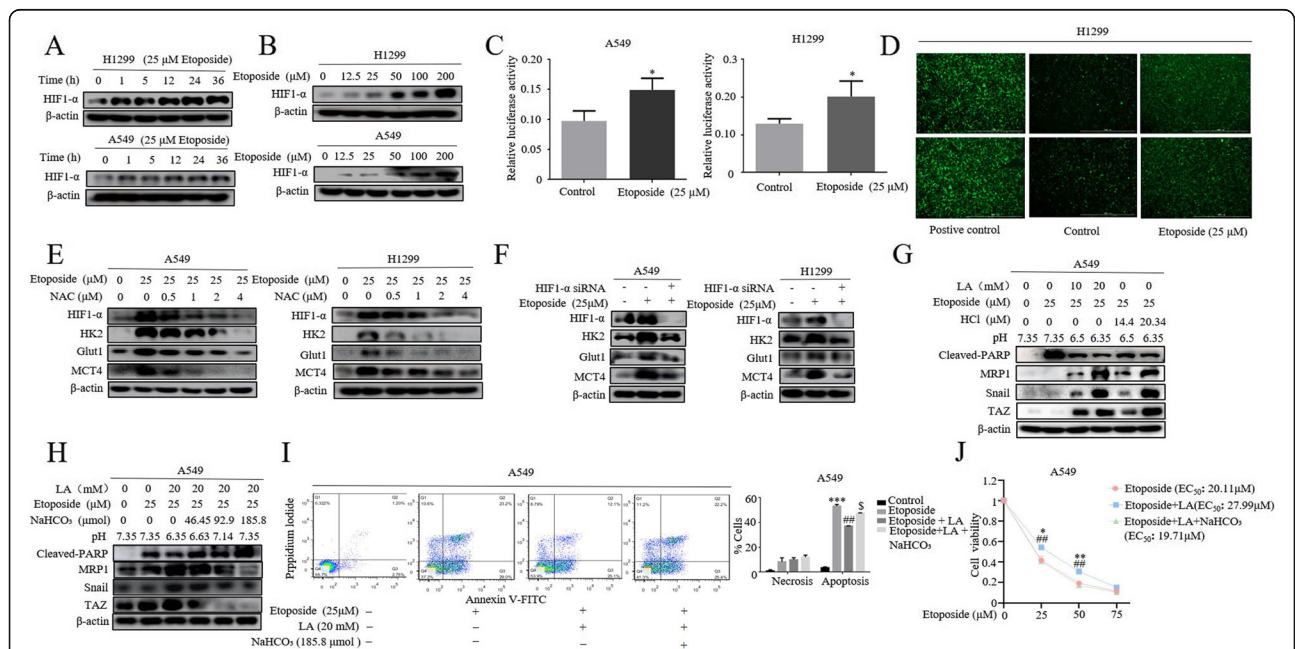 A
H1299 (25 μM Etoposide)
Time (h) 0 1 5 12 24 36
HIF1-α
β-actin
A549 (25 μM Etoposide)
Time (h) 0 1 5 12 24 36
HIF1-α
β-actin
B
H1299
Etoposide (μM) 0 12.5 25 50 100 200
HIF1-α
β-actin
A549
Etoposide (μM) 0 12.5 25 50 100 200
HIF1-α
β-actin
C
A549
Relative luciferase activity
0.20
0.15
0.10
0.05
0
*
Control
Etoposide (25 μM)
H1299
Relative luciferase activity
0.3
0.20
0.10
0
*
Control
Etoposide (25 μM)
D
H1299
Postive control
Control
Etoposide (25 μM)
E
A549
Etoposide (μM) 0 25 25 25 25 25
NAC (μM) 0 0 0.5 1 2 4
HIF1-α
HK2
Glut1
MCT4
β-actin
H1299
Etoposide (μM) 0 25 25 25 25 25
NAC (μM) 0 0 0.5 1 2 4
HIF1-α
HK2
Glut1
MCT4
β-actin
F
A549
HIF1-α siRNA - - +
Etoposide (25μM) - + +
HIF1-α
HK2
Glut1
MCT4
β-actin
H1299
HIF1-α siRNA - - +
Etoposide (25μM) - + +
HIF1-α
HK2
Glut1
MCT4
β-actin
G
A549
LA (mM) 0 0 10 20 0 0
Etoposide (μM) 0 25 25 25 25 25
HCl (μM) 0 0 0 0 14.4 20.34
pH 7.35 7.35 6.5 6.35 6.5 6.35
Cleaved-PARP
MRP1
Snail
TAZ
β-actin
H
A549
LA (mM) 0 0 20 20 20 20
Etoposide (μM) 0 25 25 25 25 25
NaHCO₃ (μmol) 0 0 0 46.45 92.9 185.8
pH 7.35 7.35 6.35 6.63 7.14 7.35
Cleaved-PARP
MRP1
Snail
TAZ
β-actin
I
A549
Prppidium iodide
Annexin V-FITC
Etoposide (25μM) – + + +
LA (20 mM) – – + +
NaHCO₃ (185.8 μmol) – – – +
A549
% Cells
60
40
20
0
***
##
$
Necrosis
Apoptosis
Control
Etoposide
Etoposide + LA
Etoposide+LA +
NaHCO₃
J
A549
Cell viability
1
0.8
0.6
0.4
0.2
0
*
##
**
##
Etoposide (μM) 0 25 50 75
Etoposide (EC₅₀: 20.11μM)
Etoposide+LA(EC₅₀: 27.99μM)
Etoposide+LA+NaHCO₃
(EC₅₀: 19.71μM)